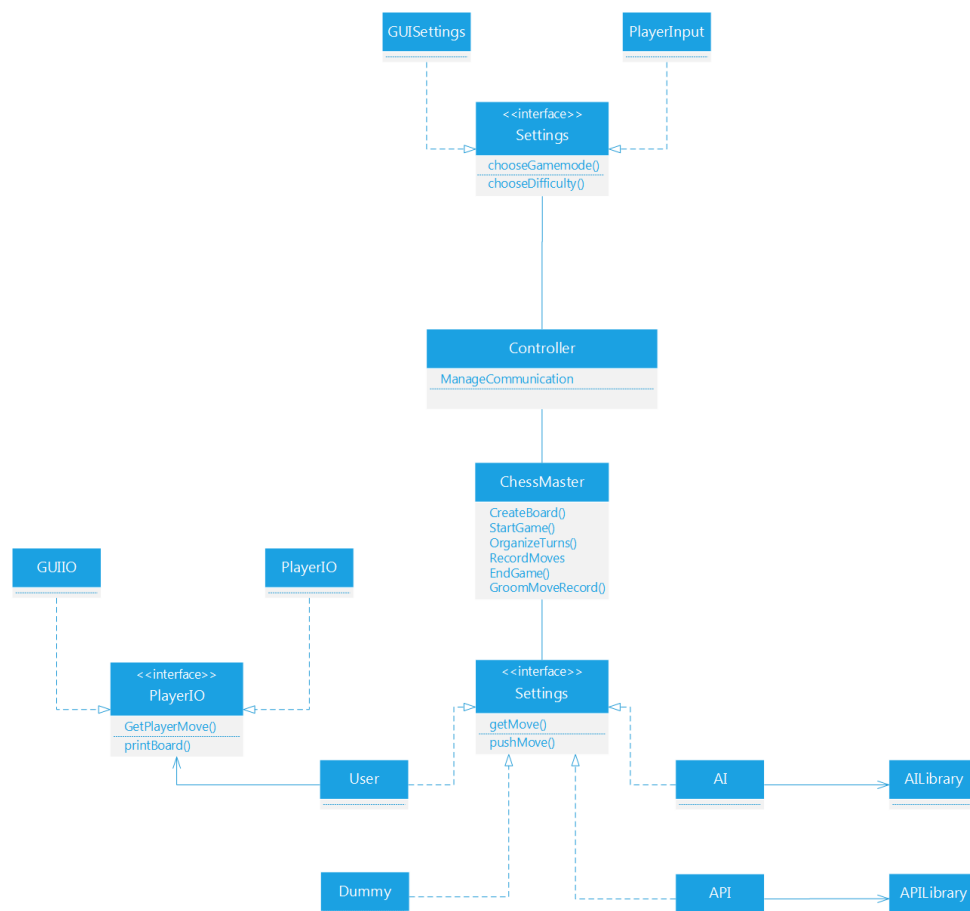 GUISettings
PlayerInput
<<interface>>
Settings
chooseGamemode()
chooseDifficulty()
Controller
ManageCommunication
ChessMaster
CreateBoard()
StartGame()
OrganizeTurns()
RecordMoves
EndGame()
GroomMoveRecord()
GUIIO
PlayerIO
<<interface>>
PlayerIO
GetPlayerMove()
printBoard()
<<interface>>
Settings
getMove()
pushMove()
User
AI
AILibrary
Dummy
API
APILibrary